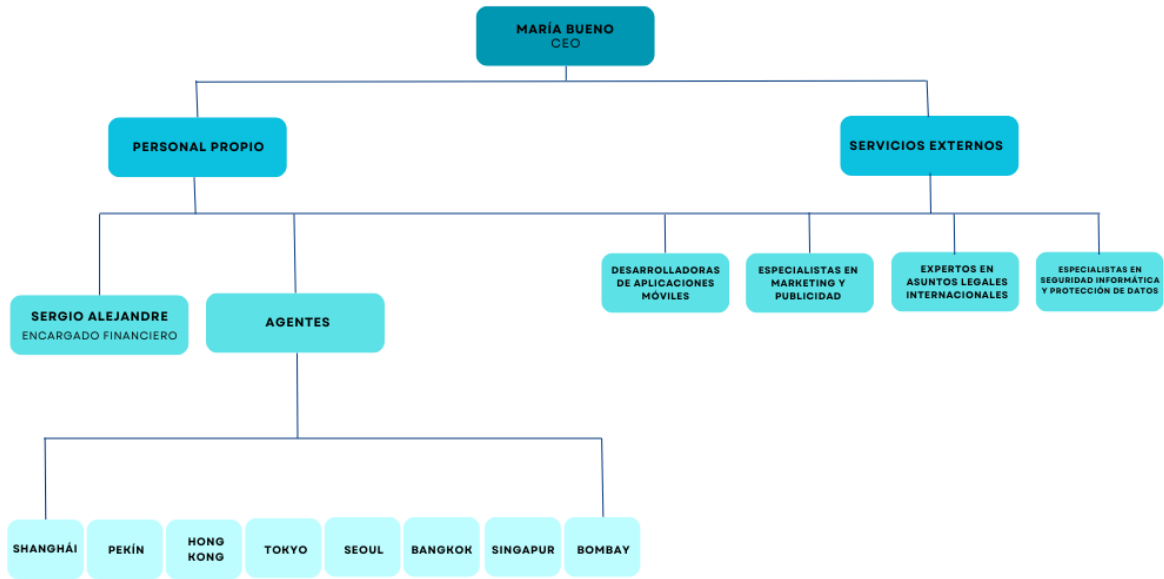 MARÍA BUENO
CEO
PERSONAL PROPIO
SERVICIOS EXTERNOS
DESARROLLADORAS
DE APLICACIONES
MÓVILES
ESPECIALISTAS EN
MARKETING Y
PUBLICIDAD
EXPERTOS EN
ASUNTOS LEGALES
INTERNACIONALES
ESPECIALISTAS EN
SEGURIDAD INFORMÁTICA
Y PROTECCIÓN DE DATOS
SERGIO ALEJANDRE
ENCARGADO FINANCIERO
AGENTES
SHANGHÁI
PEKÍN
HONG
KONG
TOKYO
SEOUL
BANGKOK
SINGAPUR
BOMBAY